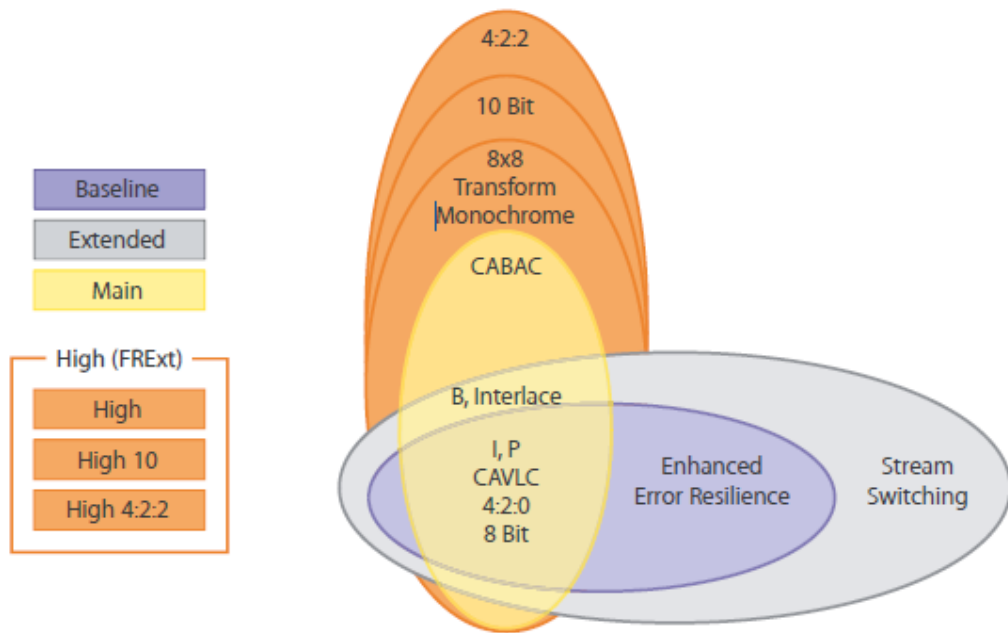 Baseline
Extended
Main
High (FRExt)
High
High 10
High 4:2:2
4:2:2
10 Bit
8x8
Transform
Monochrome
CABAC
B, Interlace
I, P
CAVLC
4:2:0
8 Bit
Enhanced
Error Resilience
Stream
Switching